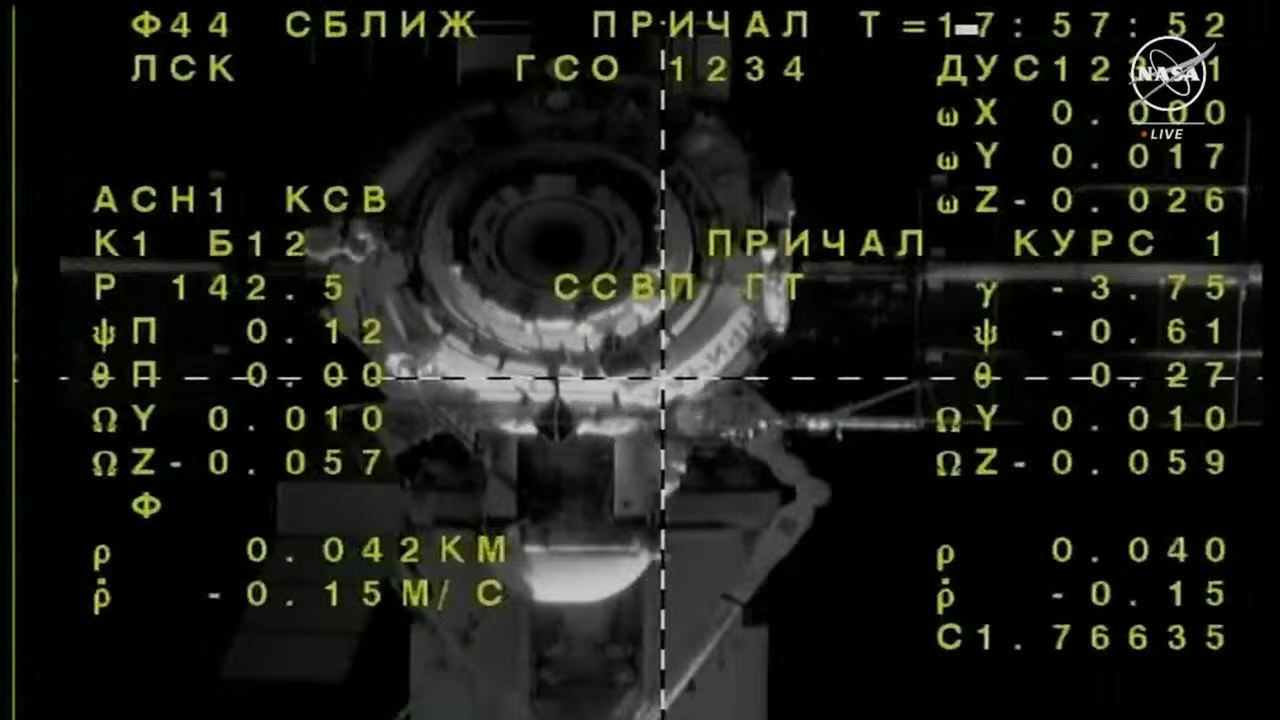 Ф44 СБЛИЖ ПРИЧАЛ Т=17:57:52
ЛСК ГСО 1234 ДУС12 1
NASA
LIVE
ωX 0.000
ωY 0.017
АСН1 КСВ ωZ-0.026
К1 Б12 ПРИЧАЛ КУРС 1
Р 142.5 ССВП ГТ γ -3.75
ψП 0.12 ψ -0.61
θП 0.00 θ 0.27
ΩY 0.010 ΩY 0.010
ΩZ-0.057 ΩZ-0.059
Ф
ρ 0.042КМ ρ 0.040
ρ̇ -0.15М/С ρ̇ -0.15
С1.76635